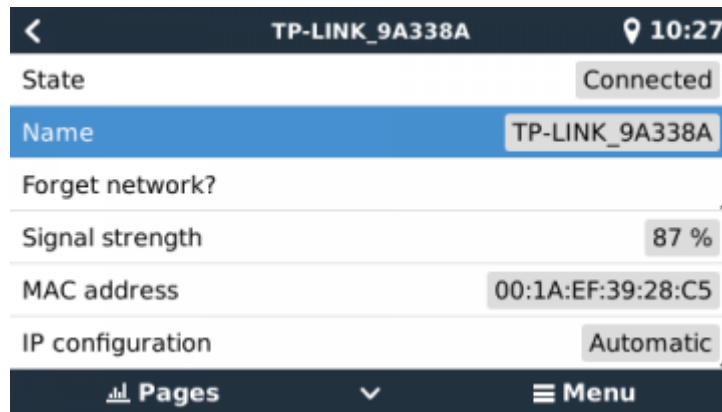 TP-LINK_9A338A 10:27
State Connected
Name TP-LINK_9A338A
Forget network?
Signal strength 87 %
MAC address 00:1A:EF:39:28:C5
IP configuration Automatic
Pages Menu